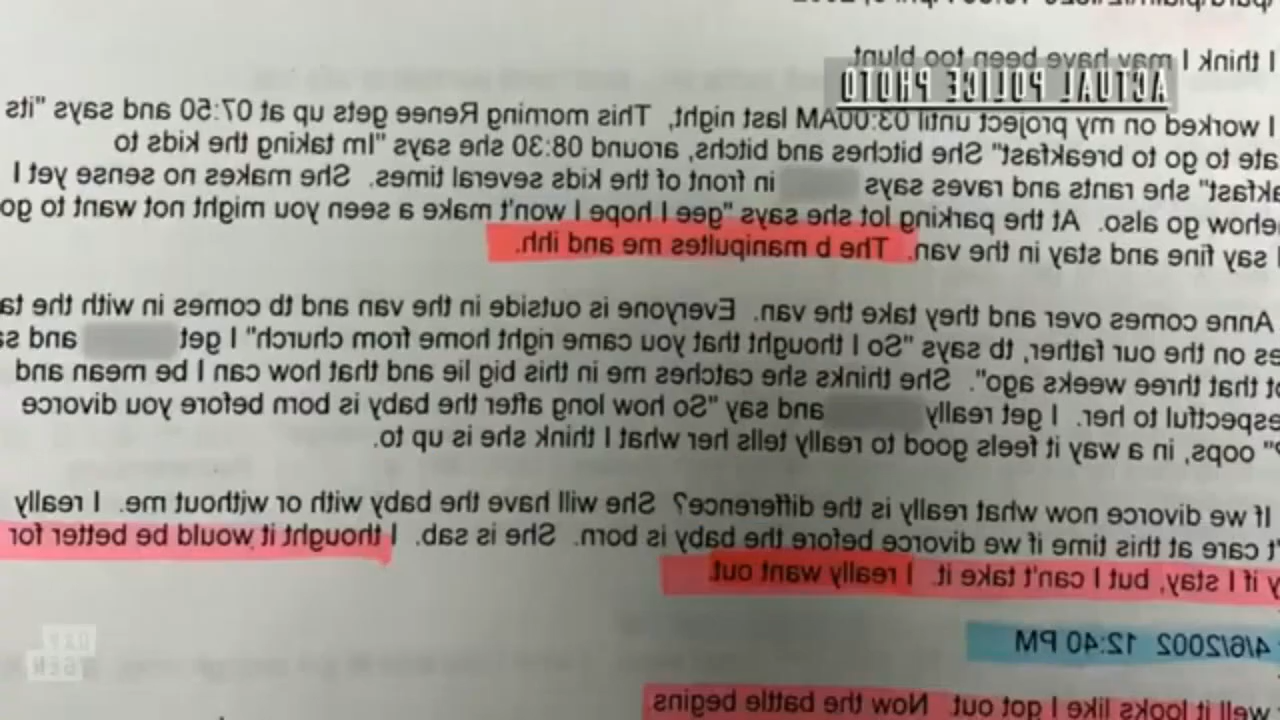 I think I may have been too blunt
ACTUAL POLICE PHOTO
I worked on my project until 03:00AM last night, This morning Renee gets up at 07:50 and says "its
ate to go to breakfast" She bitches and bitchs, around 08:30 she says "Im taking the kids to
akfast" she rants and raves says in front of the kids several times. She makes no sense yet I
ehow go also. At the parking lot she says "gee I hope I won't make a seen you might not want to go
I say fine and stay in the van. The b manipultes me and ihh.
Anne comes over and they take the van. Everyone is outside in the van and tb comes in with the ta
es on the our father, tb says "So I thought that you came right home from church" I get and sa
ot that three weeks ago". She thinks she catches me in this big lie and that how can I be mean and
espectful to her. I get really and say "So how long after the baby is born before you divorce
?" oops, in a way it feels good to really tells her what I think she is up to.
If we divorce now what really is the difference? She will have the baby with or without me. I really
't care at this time if we divorce before the baby is born. She is sab. I thought it would be better for
y if I stay, but I can't take it. I really want out.
4/6/2002 12:40 PM
well it looks like I got out. Now the battle begins
OXY
GEN